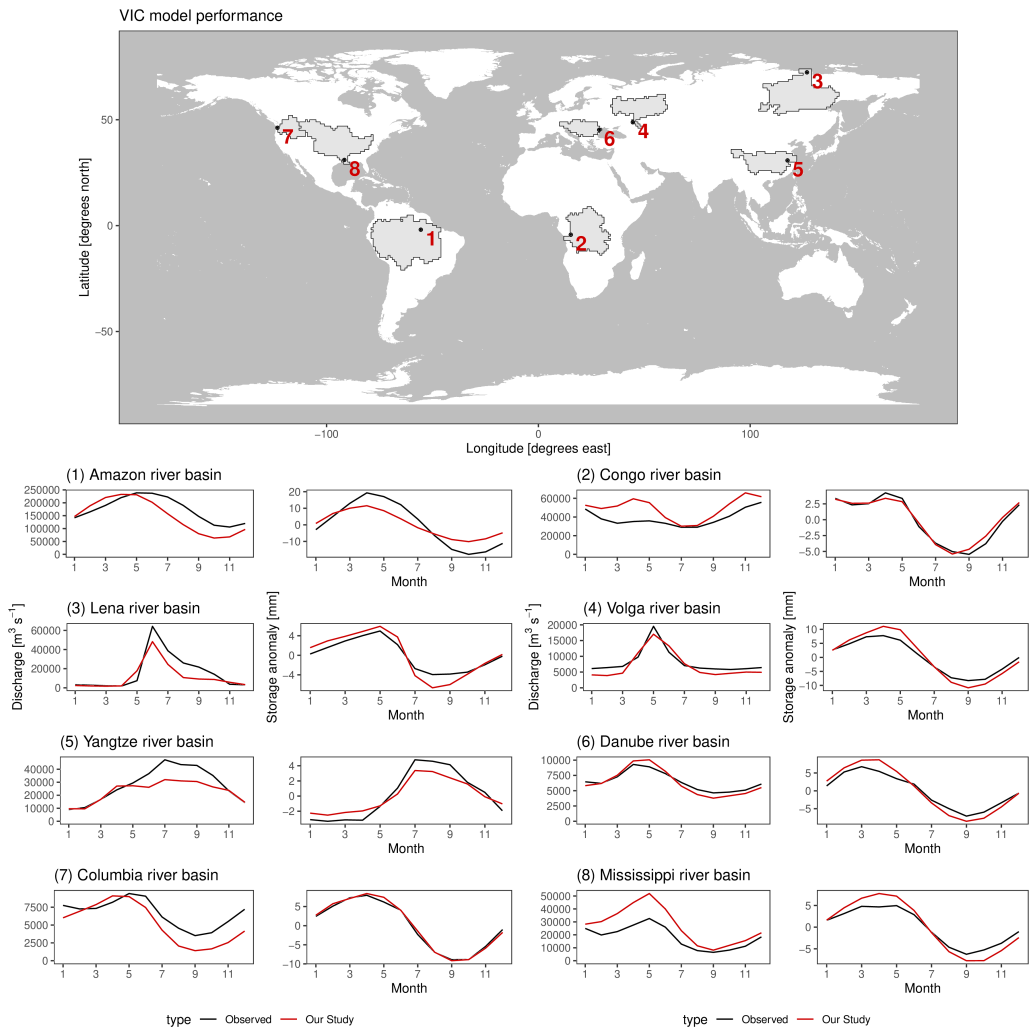 VIC model performance
50
0
−50
Latitude [degrees north]
−100
0
100
Longitude [degrees east]
1
2
3
4
5
6
7
8
(1) Amazon river basin
250000
200000
150000
100000
50000
0
1 3 5 7 9 11
20
10
0
−10
1 3 5 7 9 11
Month
(2) Congo river basin
60000
40000
20000
0
1 3 5 7 9 11
2.5
0.0
−2.5
−5.0
1 3 5 7 9 11
Month
(3) Lena river basin
Discharge [m³ s⁻¹]
60000
40000
20000
0
1 3 5 7 9 11
Storage anomaly [mm]
4
0
−4
1 3 5 7 9 11
Month
(4) Volga river basin
Discharge [m³ s⁻¹]
20000
15000
10000
5000
0
1 3 5 7 9 11
Storage anomaly [mm]
10
5
0
−5
−10
1 3 5 7 9 11
Month
(5) Yangtze river basin
40000
30000
20000
10000
0
1 3 5 7 9 11
4
2
0
−2
1 3 5 7 9 11
Month
(6) Danube river basin
10000
7500
5000
2500
0
1 3 5 7 9 11
5
0
−5
1 3 5 7 9 11
Month
(7) Columbia river basin
7500
5000
2500
0
1 3 5 7 9 11
5
0
−5
−10
1 3 5 7 9 11
Month
(8) Mississippi river basin
50000
40000
30000
20000
10000
0
1 3 5 7 9 11
5
0
−5
1 3 5 7 9 11
Month
type Observed Our Study
type Observed Our Study